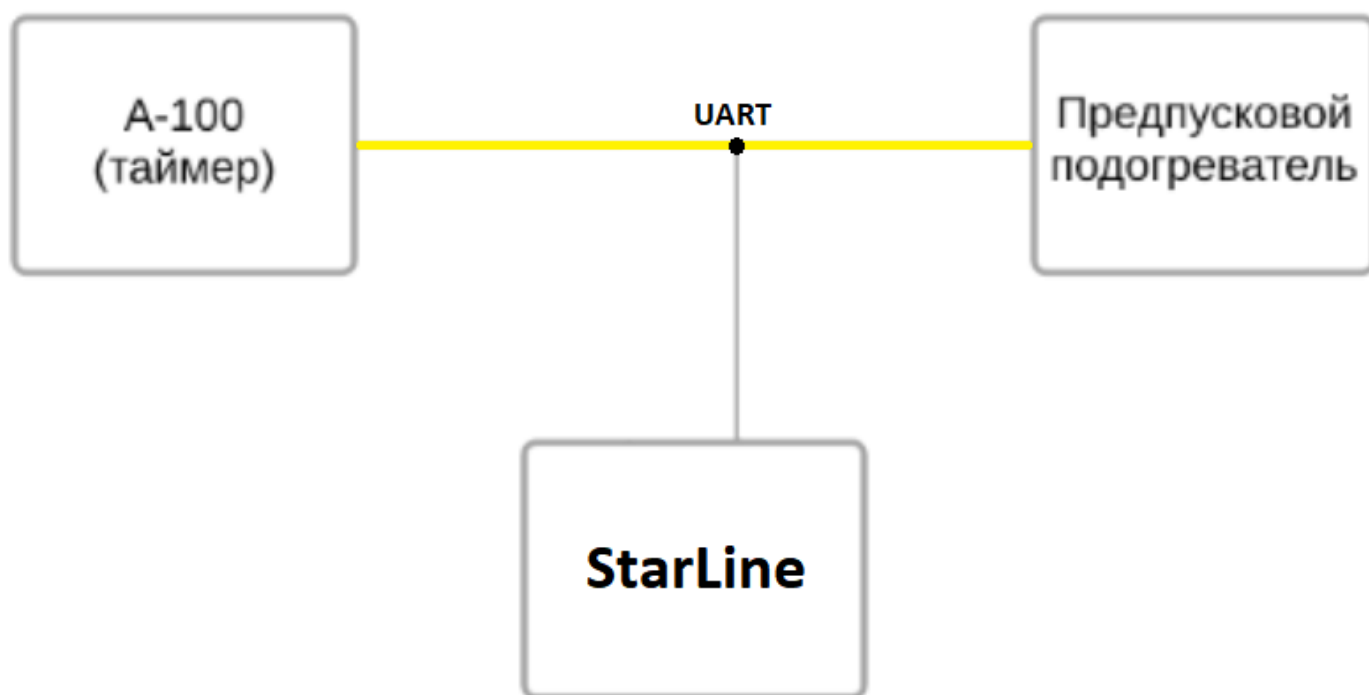 А-100
(таймер)
UART
Предпусковой
подогреватель
StarLine